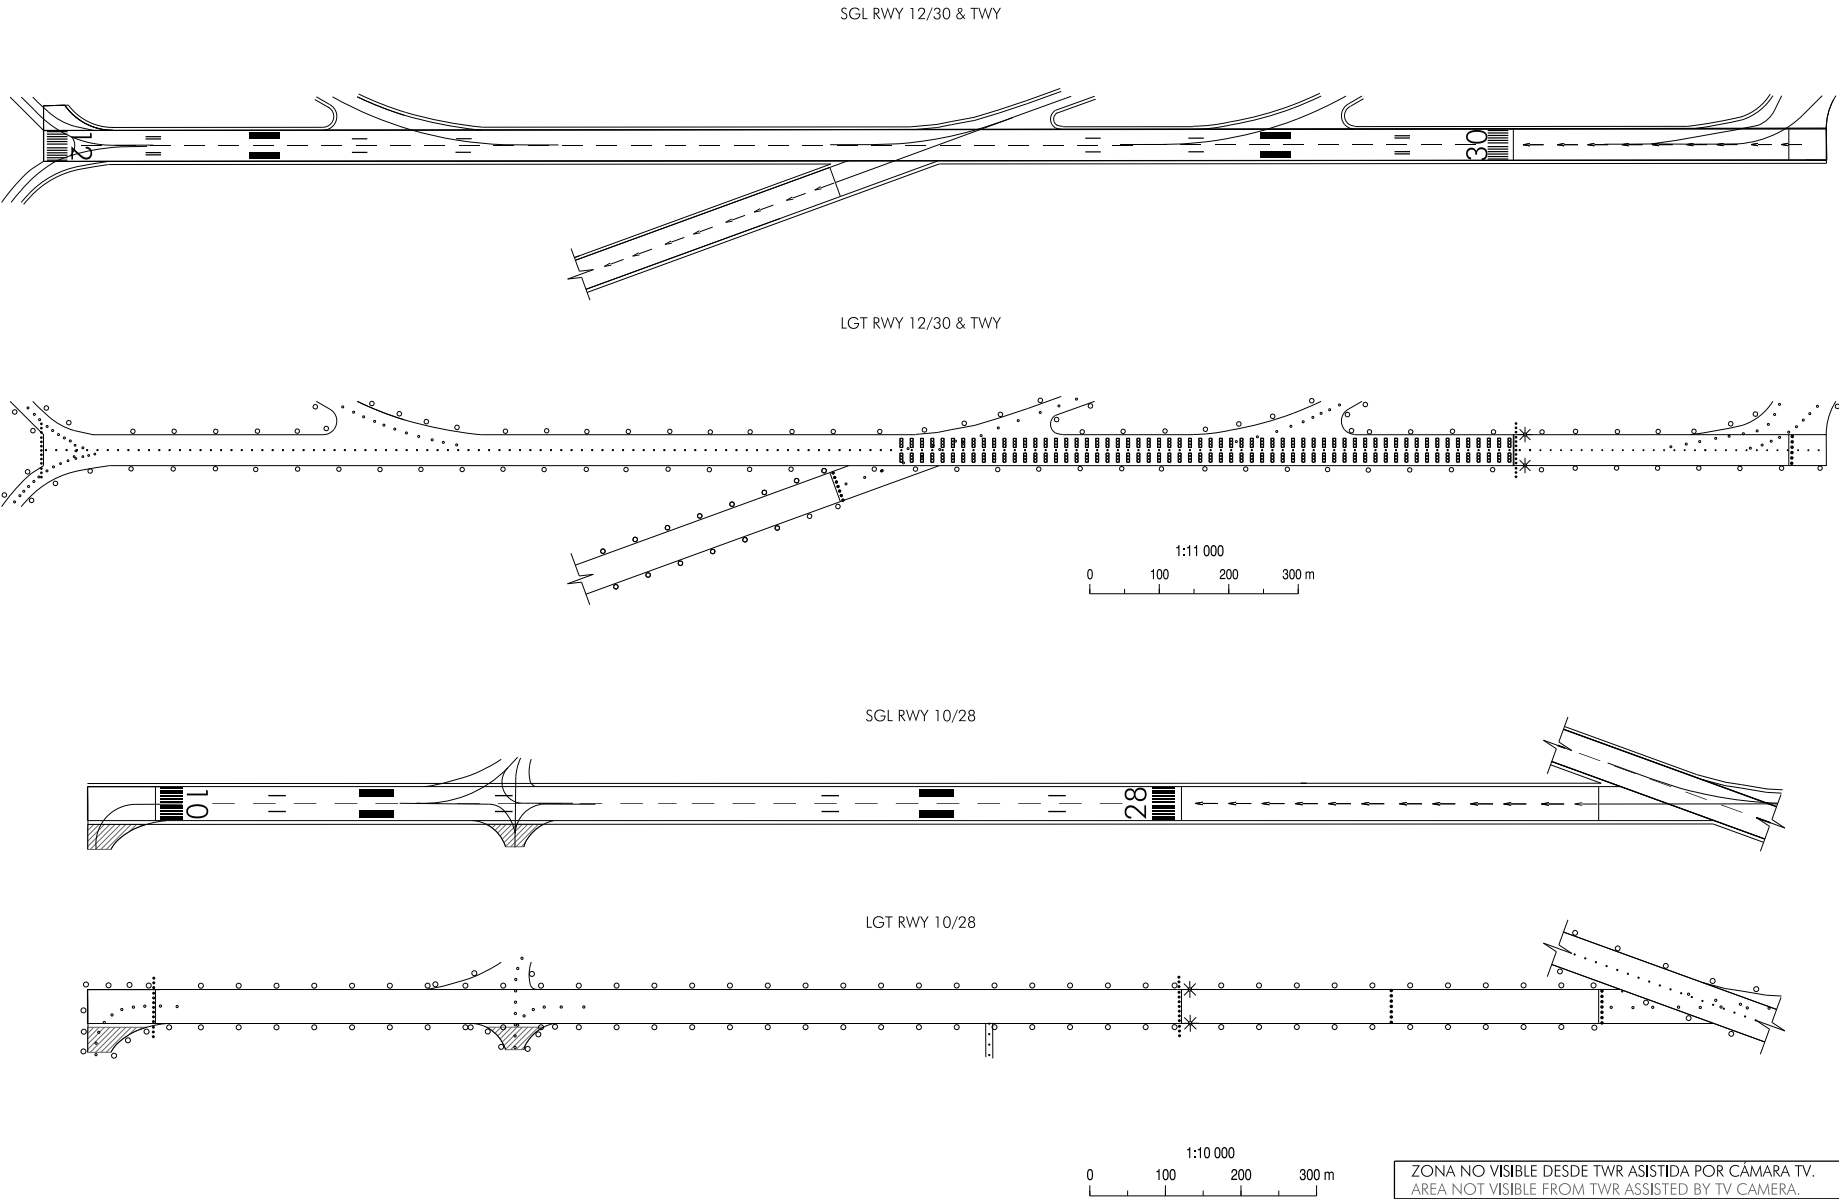 SGL RWY 12/30 & TWY
12
30
LGT RWY 12/30 & TWY
1:11 000
0 100 200 300 m
SGL RWY 10/28
10
28
LGT RWY 10/28
1:10 000
0 100 200 300 m
ZONA NO VISIBLE DESDE TWR ASISTIDA POR CÁMARA TV.
AREA NOT VISIBLE FROM TWR ASSISTED BY TV CAMERA.